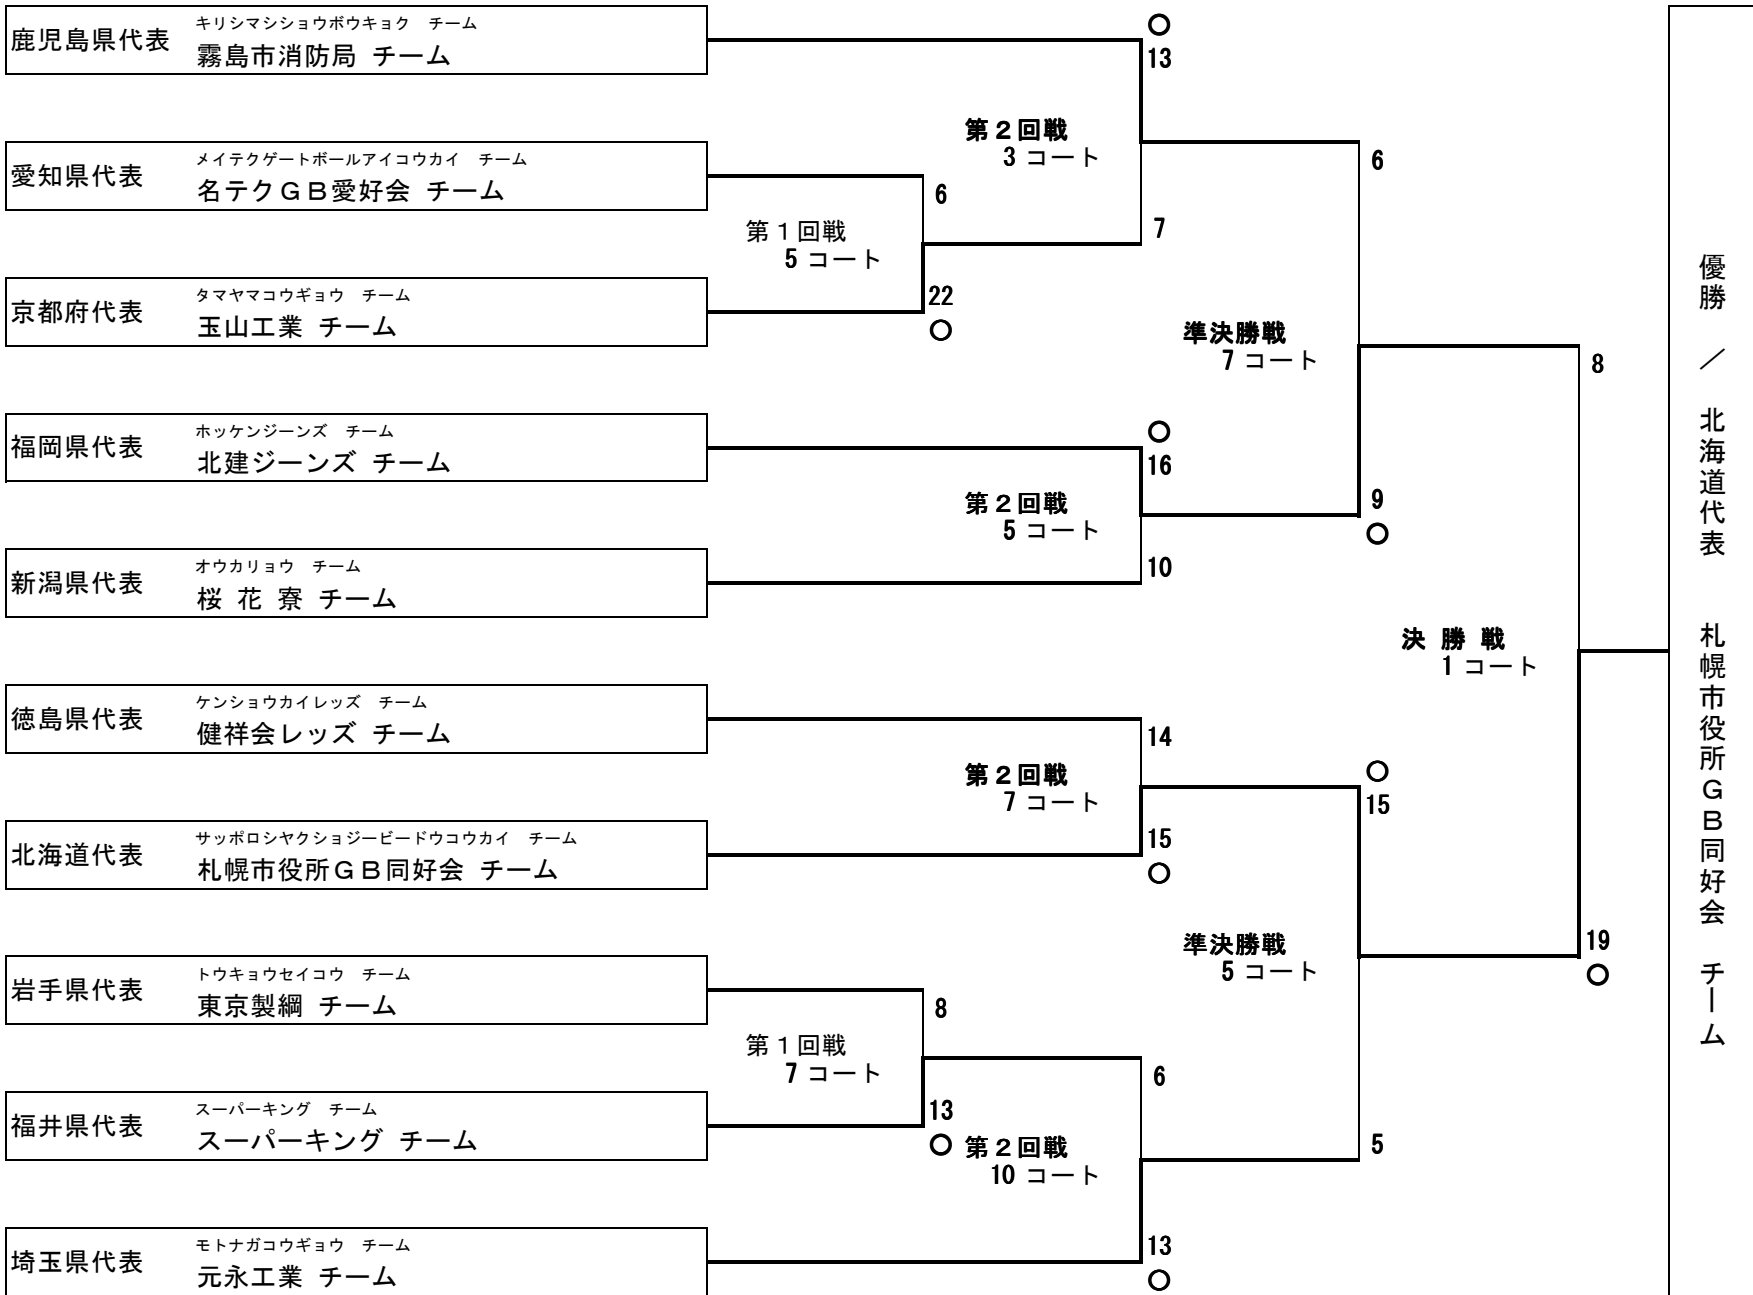 鹿児島県代表
キリシマシショウボウキョク　チーム
霧島市消防局 チーム
愛知県代表
メイテクゲートボールアイコウカイ　チーム
名テクＧＢ愛好会 チーム
京都府代表
タマヤマコウギョウ　チーム
玉山工業 チーム
福岡県代表
ホッケンジーンズ　チーム
北建ジーンズ チーム
新潟県代表
オウカリョウ　チーム
桜 花 寮 チーム
徳島県代表
ケンショウカイレッズ　チーム
健祥会レッズ チーム
北海道代表
サッポロシヤクショジービードウコウカイ　チーム
札幌市役所ＧＢ同好会 チーム
岩手県代表
トウキョウセイコウ　チーム
東京製綱 チーム
福井県代表
スーパーキング　チーム
スーパーキング チーム
埼玉県代表
モトナガコウギョウ　チーム
元永工業 チーム
第１回戦
5 コート
6
22
○
第１回戦
7 コート
8
13
○
第２回戦
3 コート
○
13
7
第２回戦
5 コート
○
16
10
第２回戦
7 コート
14
15
○
第２回戦
10 コート
6
13
○
準決勝戦
7 コート
6
9
○
準決勝戦
5 コート
○
15
5
決 勝 戦
1 コート
8
19
○
優勝　／　北海道代表　　札幌市役所ＧＢ同好会　チーム